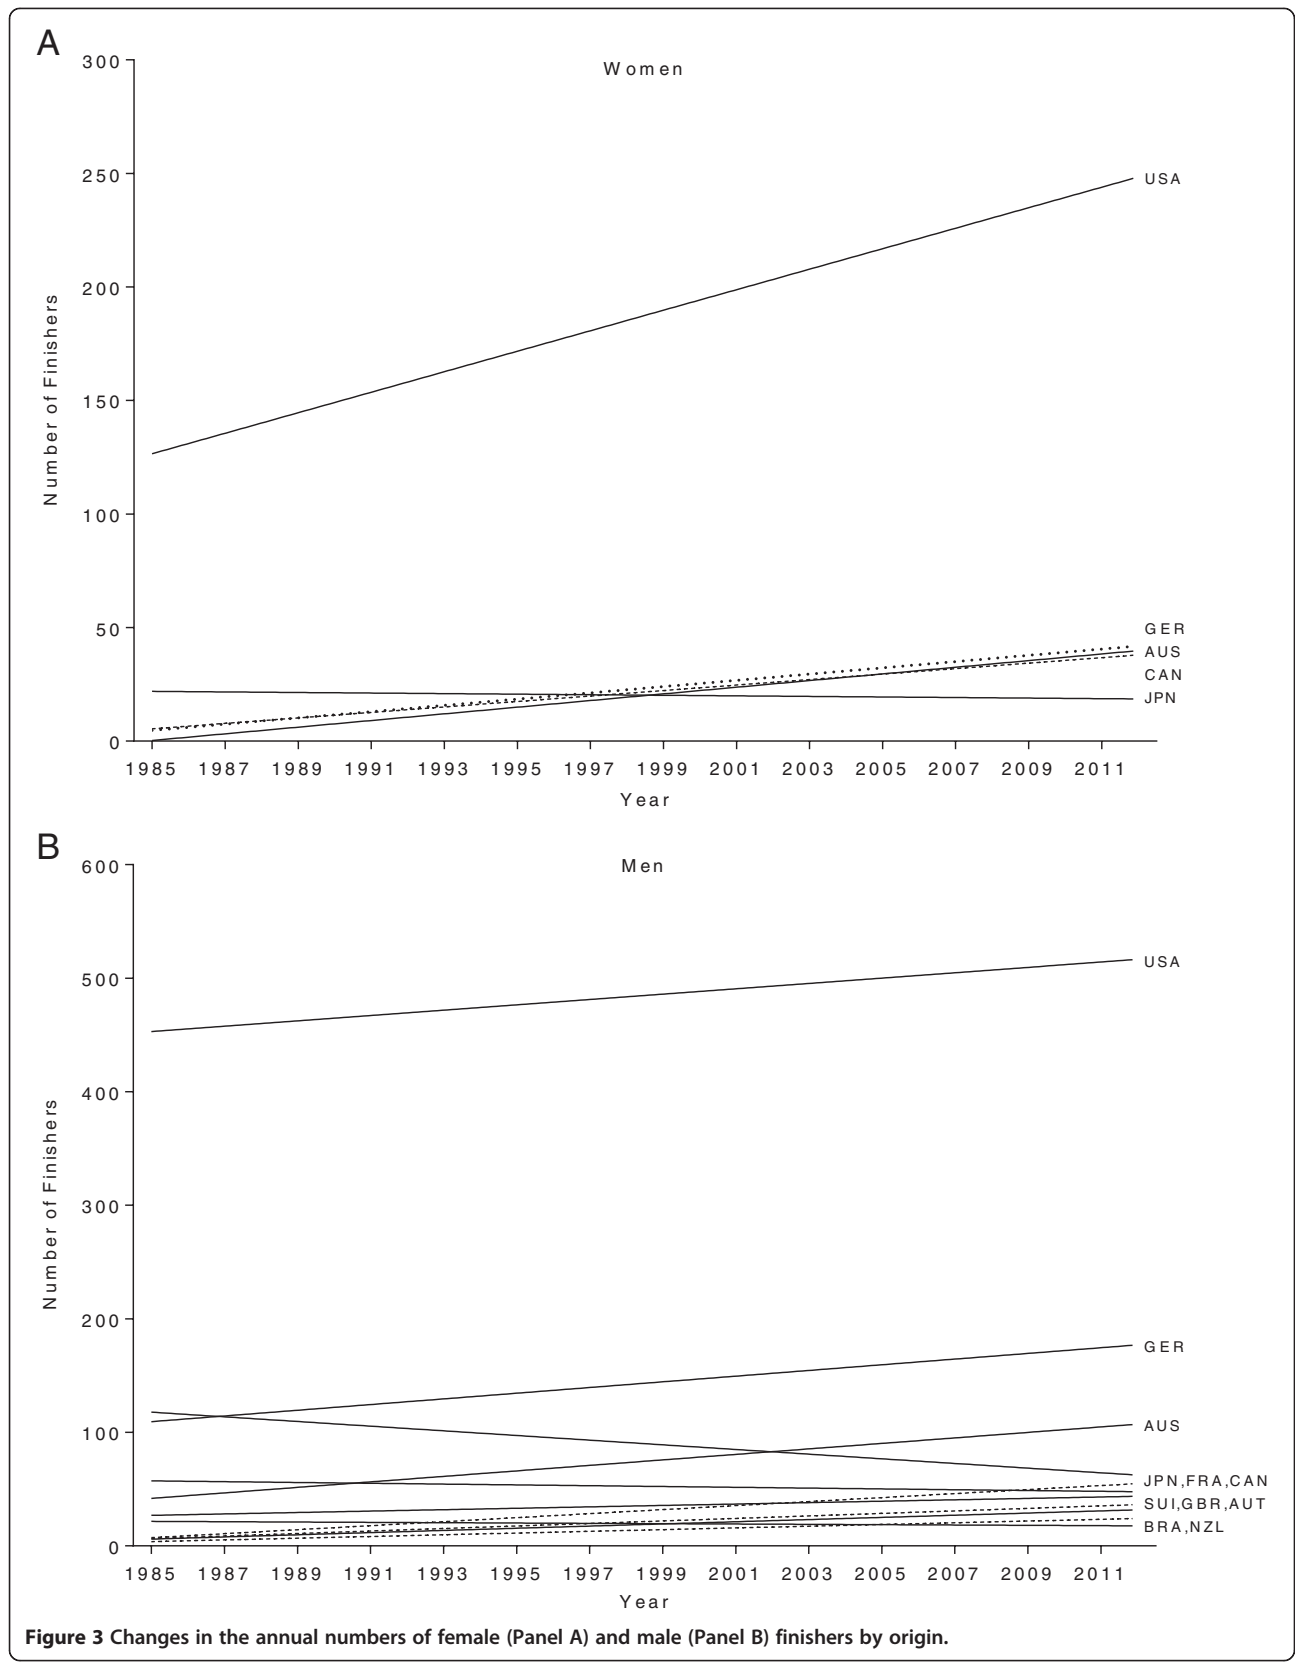 A
Women
300
250
200
150
100
50
0
Number of Finishers
USA
GER
AUS
CAN
JPN
1985 1987 1989 1991 1993 1995 1997 1999 2001 2003 2005 2007 2009 2011
Year
B
Men
600
500
400
300
200
100
0
Number of Finishers
USA
GER
AUS
JPN,FRA,CAN
SUI,GBR,AUT
BRA,NZL
1985 1987 1989 1991 1993 1995 1997 1999 2001 2003 2005 2007 2009 2011
Year
Figure 3 Changes in the annual numbers of female (Panel A) and male (Panel B) finishers by origin.